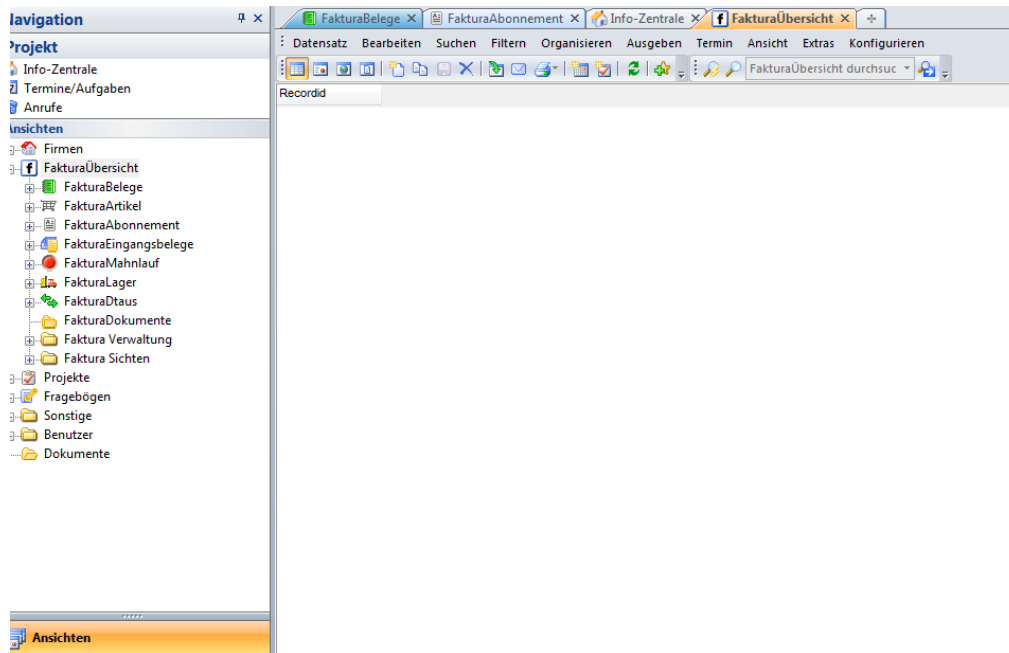 Navigation
Projekt
Info-Zentrale
Termine/Aufgaben
Anrufe
Ansichten
Firmen
FakturaÜbersicht
FakturaBelege
FakturaArtikel
FakturaAbonnement
FakturaEingangsbelege
FakturaMahnlauf
FakturaLager
FakturaDtaus
FakturaDokumente
Faktura Verwaltung
Faktura Sichten
Projekte
Fragebögen
Sonstige
Benutzer
Dokumente
Ansichten
FakturaBelege FakturaAbonnement Info-Zentrale FakturaÜbersicht
Datensatz Bearbeiten Suchen Filtern Organisieren Ausgeben Termin Ansicht Extras Konfigurieren
FakturaÜbersicht durchsuc
Recordid